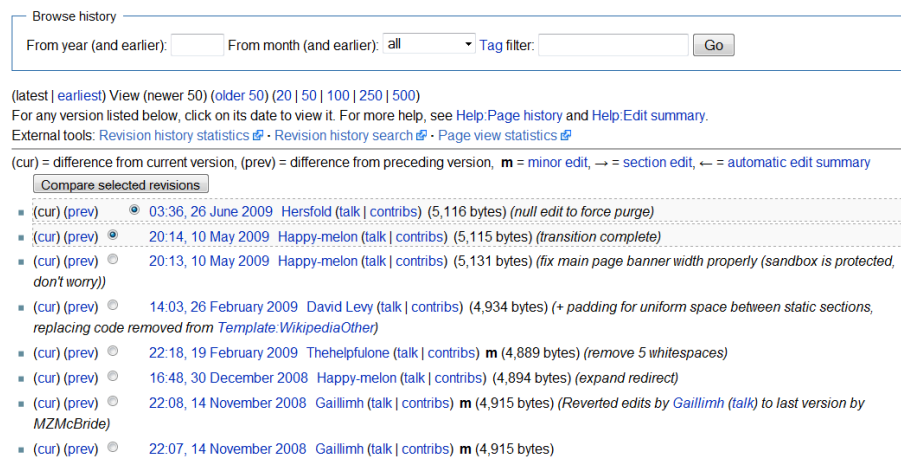 Browse history
From year (and earlier): From month (and earlier): all Tag filter: Go
(latest | earliest) View (newer 50) (older 50) (20 | 50 | 100 | 250 | 500)
For any version listed below, click on its date to view it. For more help, see Help:Page history and Help:Edit summary.
External tools: Revision history statistics · Revision history search · Page view statistics
(cur) = difference from current version, (prev) = difference from preceding version, m = minor edit, → = section edit, ← = automatic edit summary
Compare selected revisions
(cur) (prev) 03:36, 26 June 2009 Hersfold (talk | contribs) (5,116 bytes) (null edit to force purge)
(cur) (prev) 20:14, 10 May 2009 Happy-melon (talk | contribs) (5,115 bytes) (transition complete)
(cur) (prev) 20:13, 10 May 2009 Happy-melon (talk | contribs) (5,131 bytes) (fix main page banner width properly (sandbox is protected,
don't worry))
(cur) (prev) 14:03, 26 February 2009 David Levy (talk | contribs) (4,934 bytes) (+ padding for uniform space between static sections,
replacing code removed from Template:WikipediaOther)
(cur) (prev) 22:18, 19 February 2009 Thehelpfulone (talk | contribs) m (4,889 bytes) (remove 5 whitespaces)
(cur) (prev) 16:48, 30 December 2008 Happy-melon (talk | contribs) (4,894 bytes) (expand redirect)
(cur) (prev) 22:08, 14 November 2008 Gaillimh (talk | contribs) m (4,915 bytes) (Reverted edits by Gaillimh (talk) to last version by
MZMcBride)
(cur) (prev) 22:07, 14 November 2008 Gaillimh (talk | contribs) m (4,915 bytes)